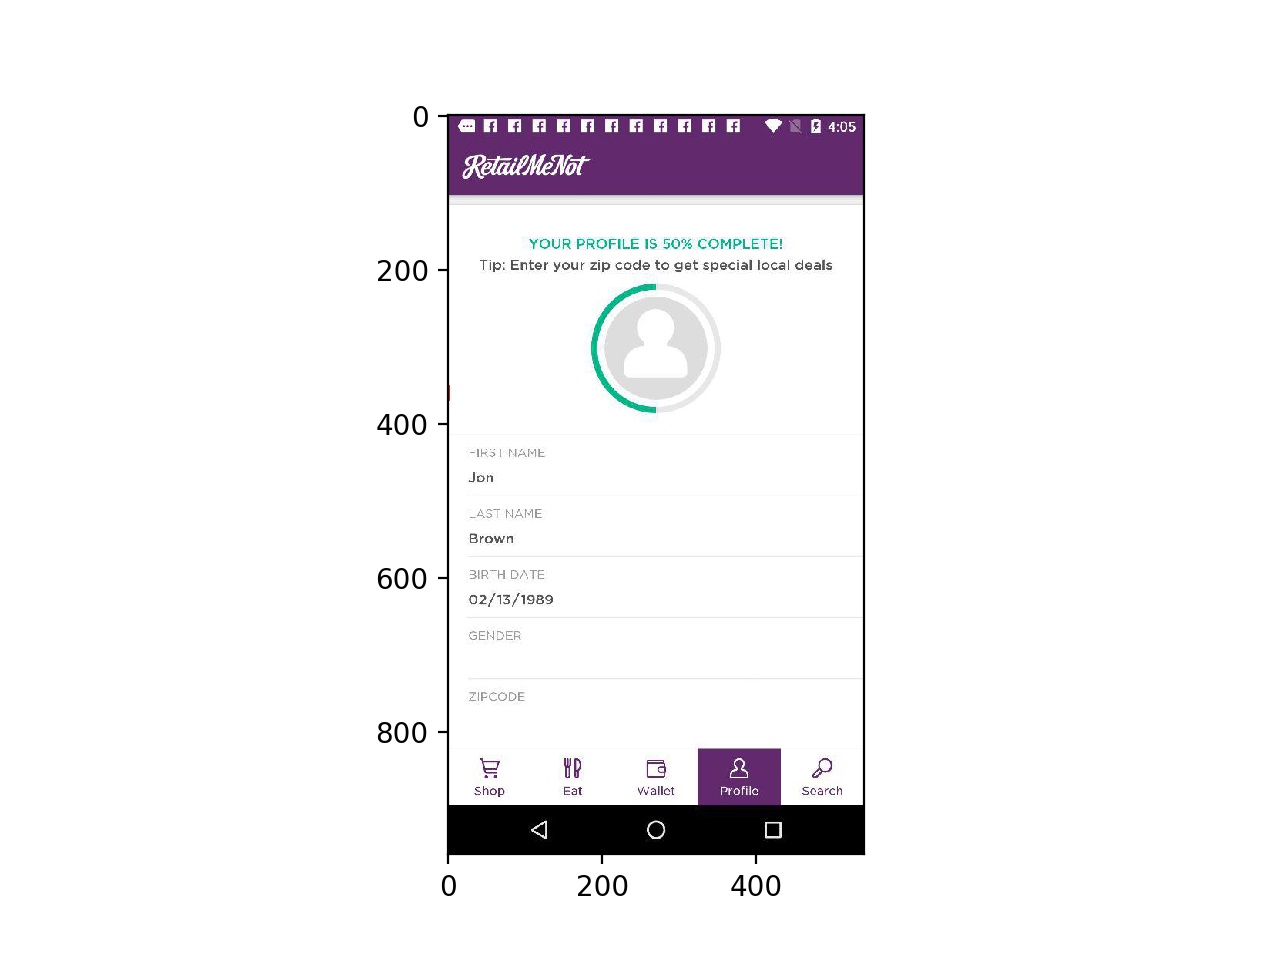 0
200
400
600
800
4:05
RetailMeNot
YOUR PROFILE IS 50% COMPLETE!
Tip: Enter your zip code to get special local deals
FIRST NAME
Jon
LAST NAME
Brown
BIRTH DATE
02/13/1989
GENDER
ZIPCODE
Shop Eat Wallet Profile Search
0 200 400